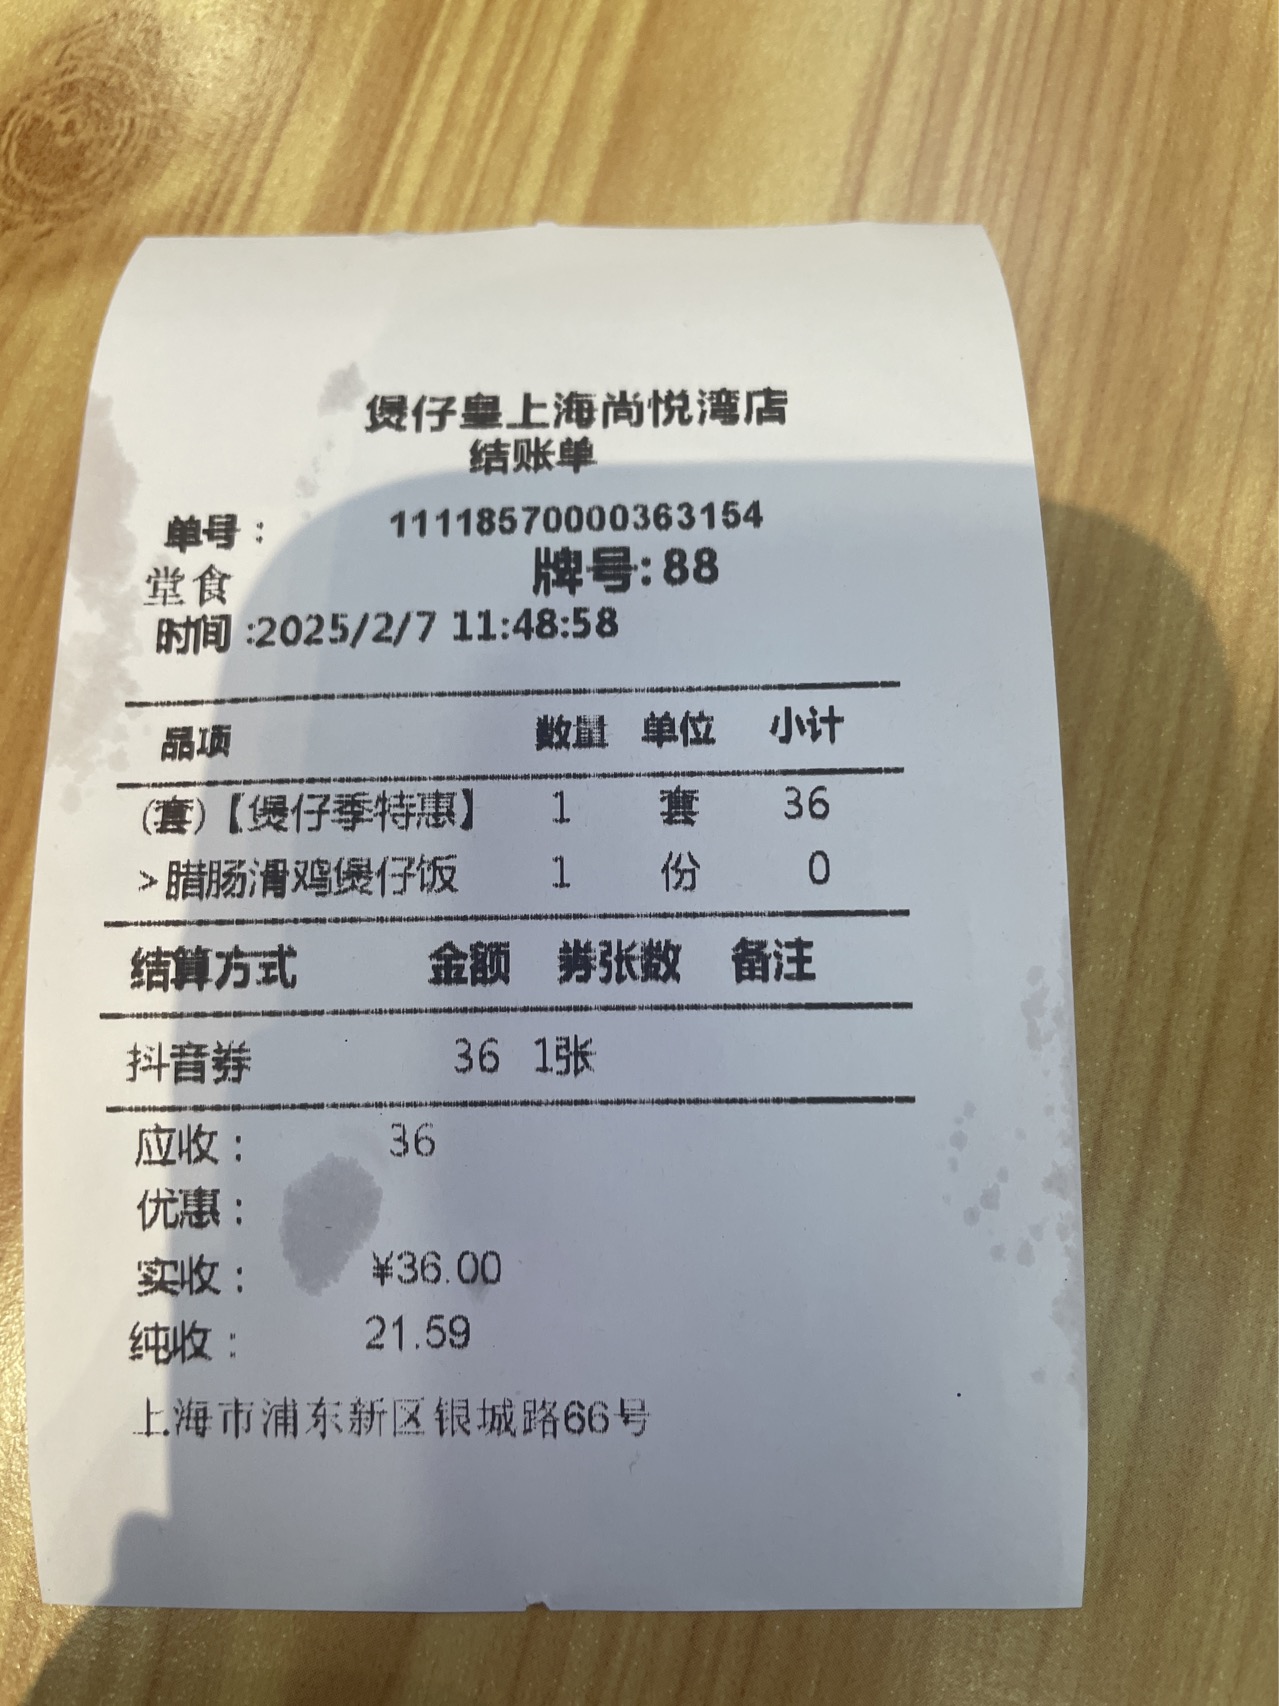 煲仔皇上海尚悦湾店
结账单
单号： 11118570000363154
堂食 牌号:88
时间:2025/2/7 11:48:58
品项 数量 单位 小计
(套)【煲仔季特惠】 1 套 36
>腊肠滑鸡煲仔饭 1 份 0
结算方式 金额 券张数 备注
抖音券 36 1张
应收： 36
优惠：
实收： ¥36.00
纯收： 21.59
上海市浦东新区银城路66号